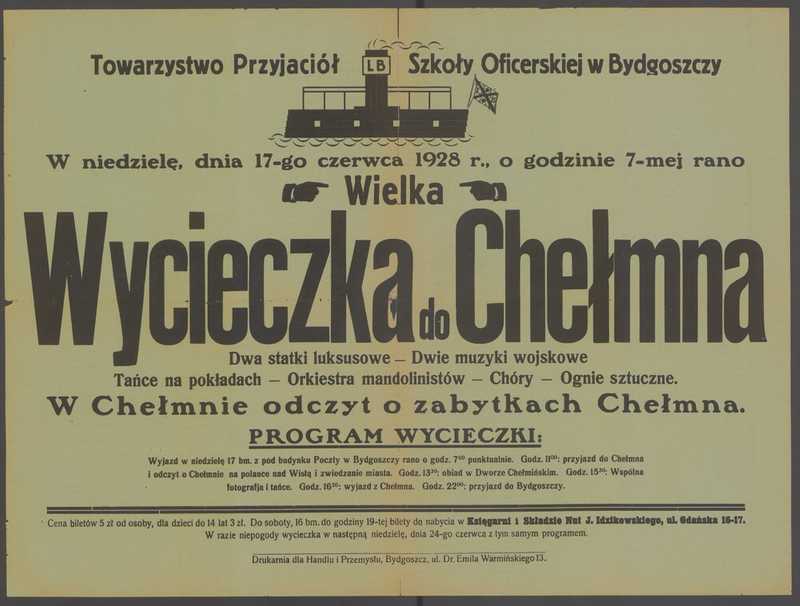 Towarzystwo Przyjaciół LB Szkoły Oficerskiej w Bydgoszczy
W niedzielę, dnia 17-go czerwca 1928 r., o godzinie 7-mej rano
Wielka
Wycieczka do Chełmna
Dwa statki luksusowe — Dwie muzyki wojskowe
Tańce na pokładach — Orkiestra mandolinistów — Chóry — Ognie sztuczne.
W Chełmnie odczyt o zabytkach Chełmna.
PROGRAM WYCIECZKI:
Wyjazd w niedzielę 17 bm. z pod budynku Poczty w Bydgoszczy rano o godz. 7⁰⁰ punktualnie. Godz. 11⁰⁰: przyjazd do Chełmna
i odczyt o Chełmnie na polance nad Wisłą i zwiedzanie miasta. Godz. 13³⁰: obiad w Dworze Chełmińskim. Godz. 15³⁰: Wspólna
fotografja i tańce. Godz. 16³⁰: wyjazd z Chełmna. Godz. 22⁰⁰: przyjazd do Bydgoszczy.
Cena biletów 5 zł od osoby, dla dzieci do 14 lat 3 zł. Do soboty, 16 bm. do godziny 19-tej bilety do nabycia w Księgarni i Składzie Nut J. Idzikowskiego, ul. Gdańska 16-17.
W razie niepogody wycieczka w następną niedzielę, dnia 24-go czerwca z tym samym programem.
Drukarnia dla Handlu i Przemysłu, Bydgoszcz, ul. Dr. Emila Warmińskiego 13.